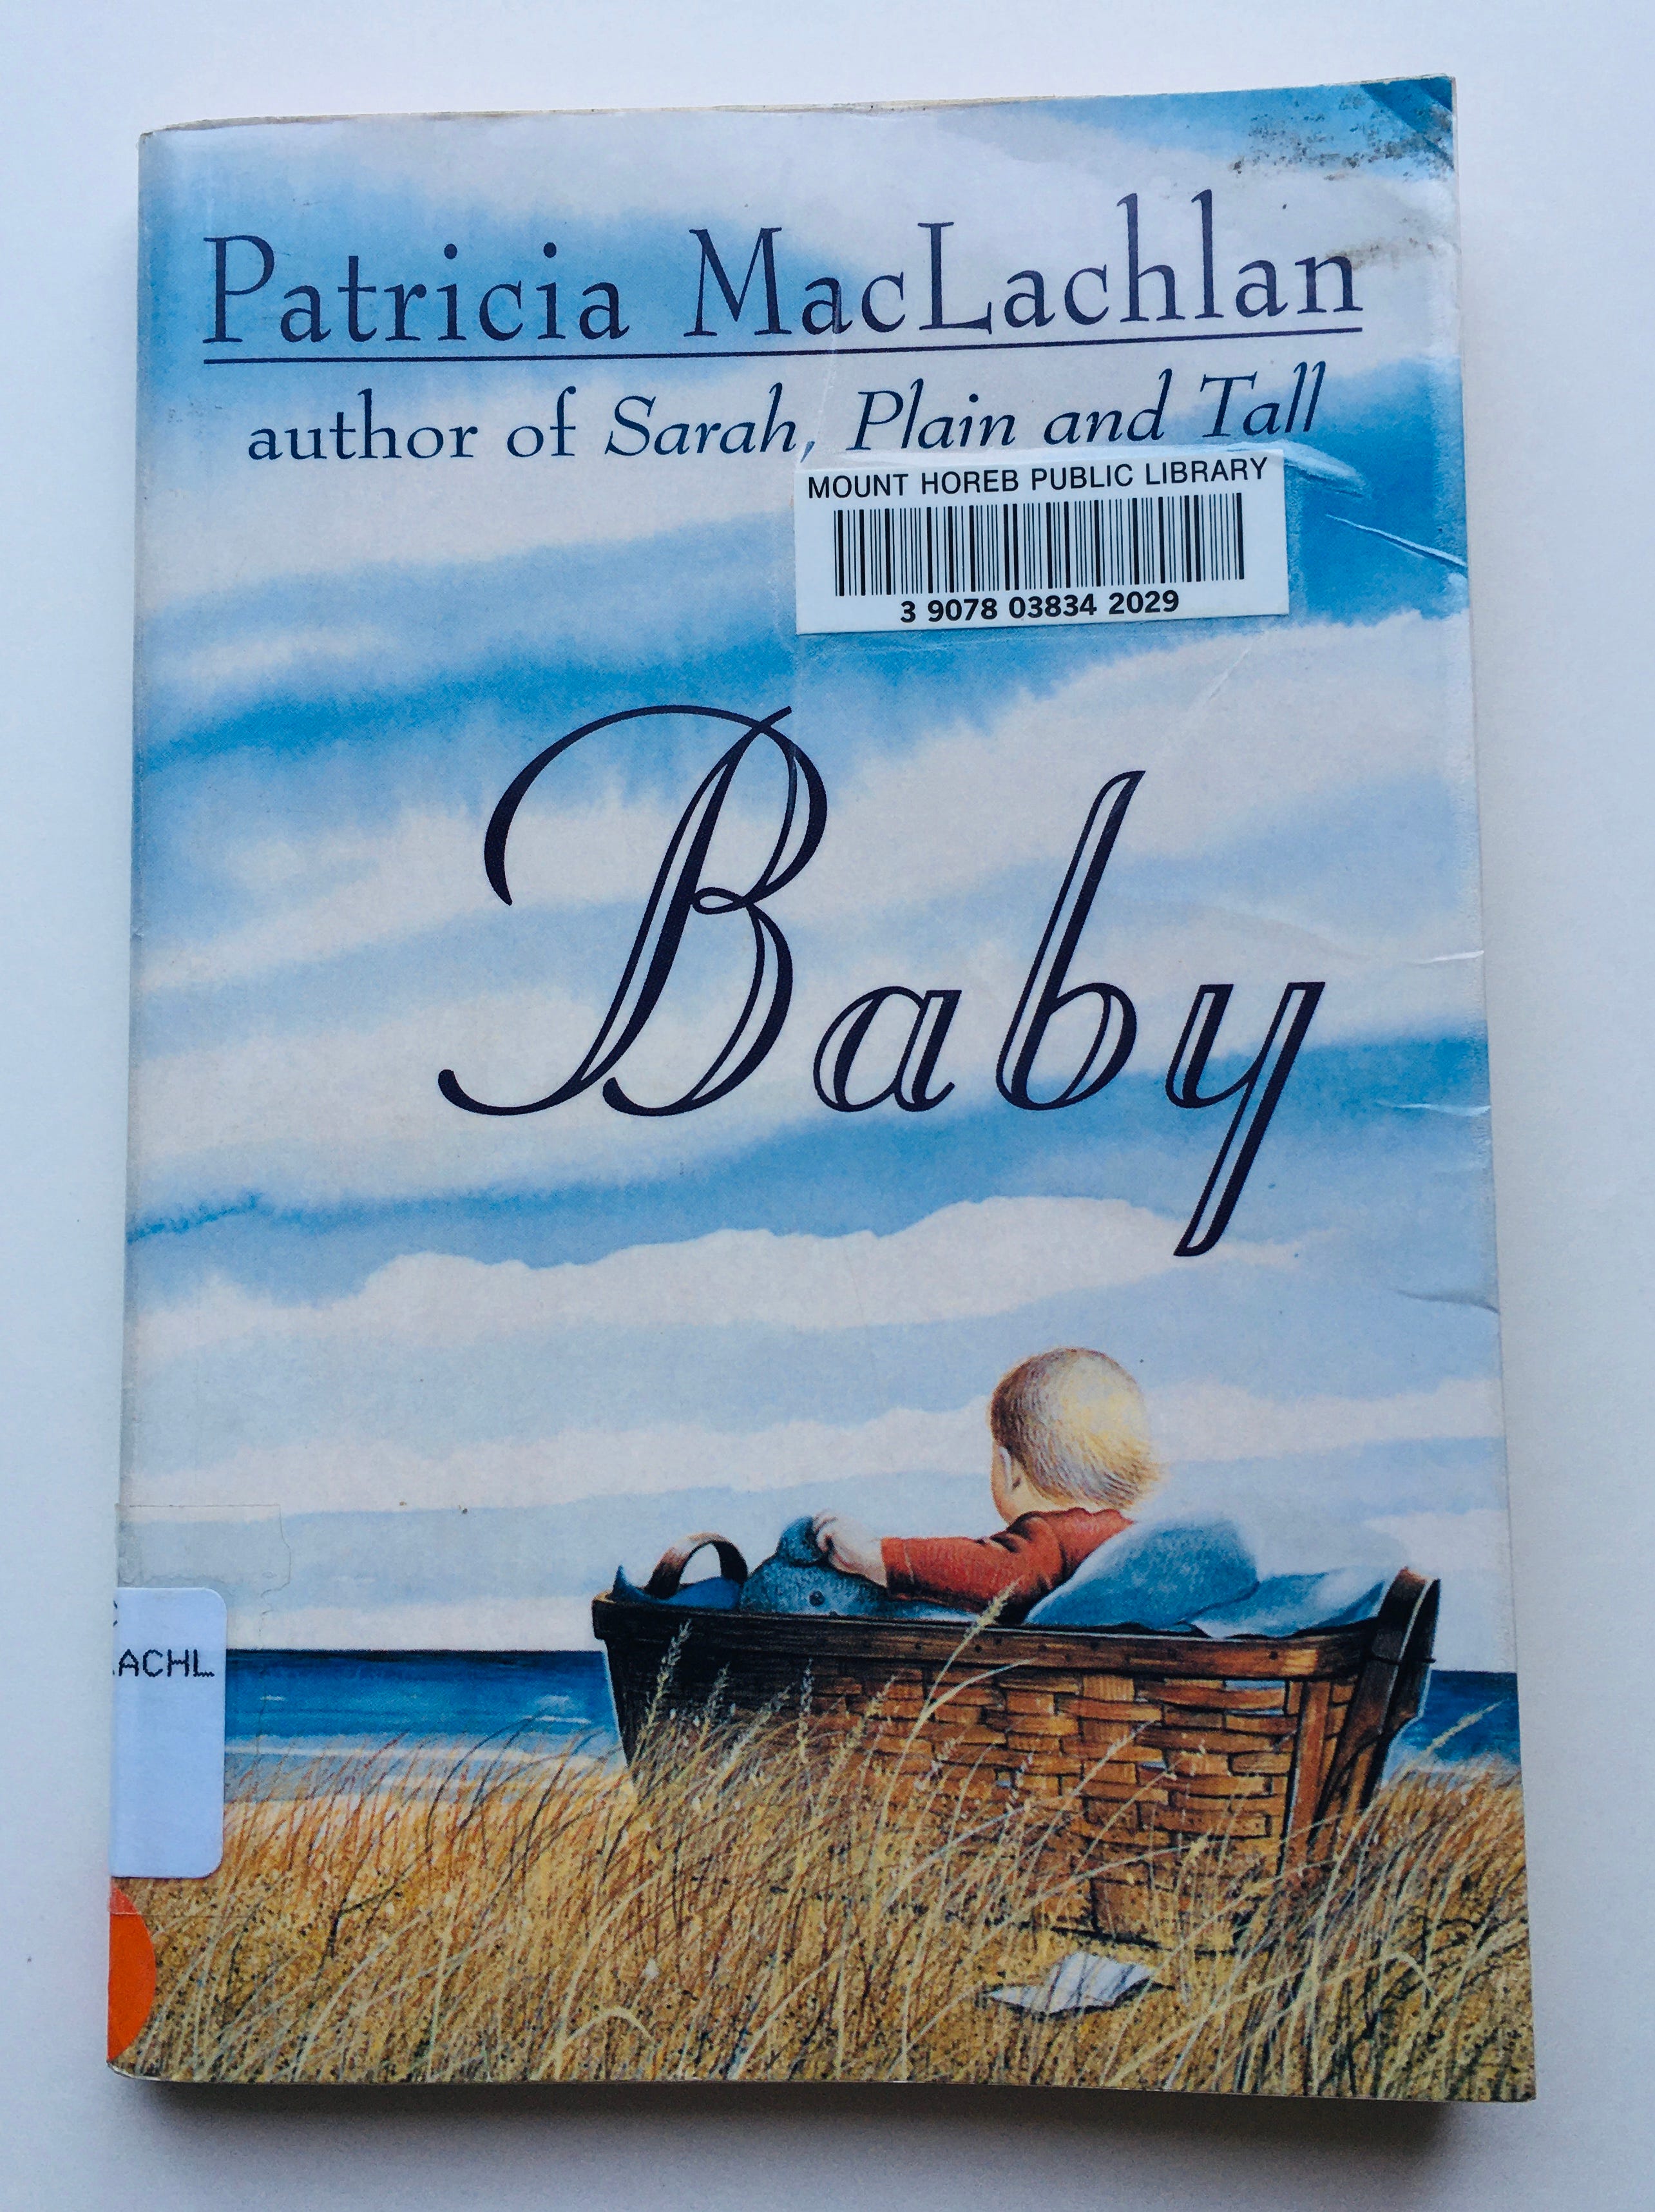 Patricia MacLachlan
author of Sarah, Plain and Tall
MOUNT HOREB PUBLIC LIBRARY
3 9078 03834 2029
Baby
ACHL